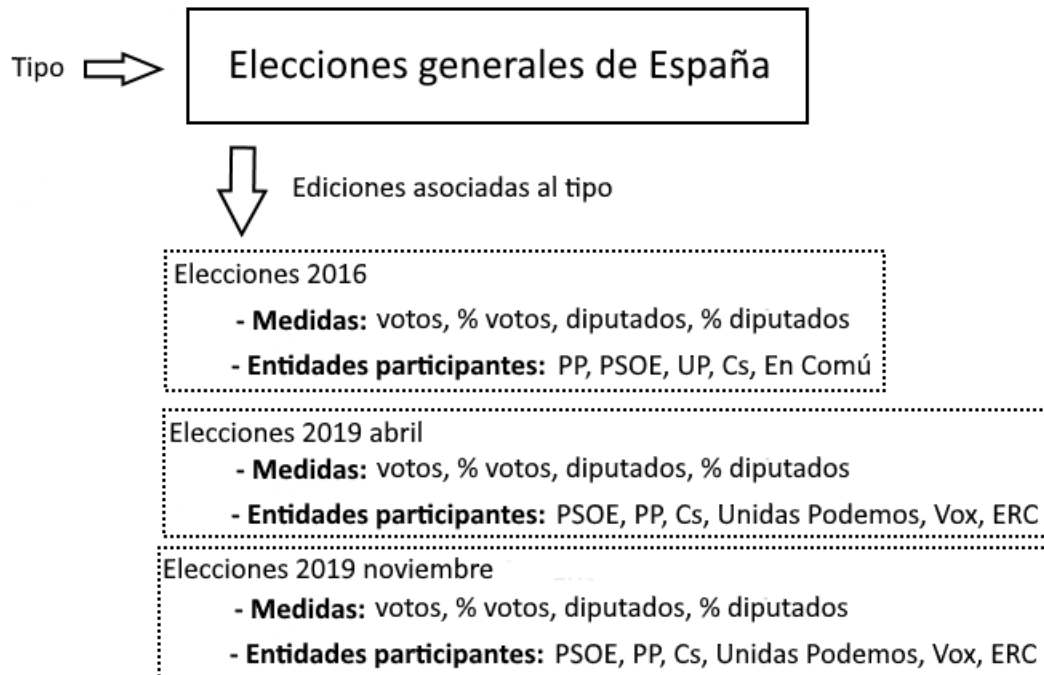 Tipo
Elecciones generales de España
Ediciones asociadas al tipo
Elecciones 2016
- Medidas: votos, % votos, diputados, % diputados
- Entidades participantes: PP, PSOE, UP, Cs, En Comú
Elecciones 2019 abril
- Medidas: votos, % votos, diputados, % diputados
- Entidades participantes: PSOE, PP, Cs, Unidas Podemos, Vox, ERC
Elecciones 2019 noviembre
- Medidas: votos, % votos, diputados, % diputados
- Entidades participantes: PSOE, PP, Cs, Unidas Podemos, Vox, ERC